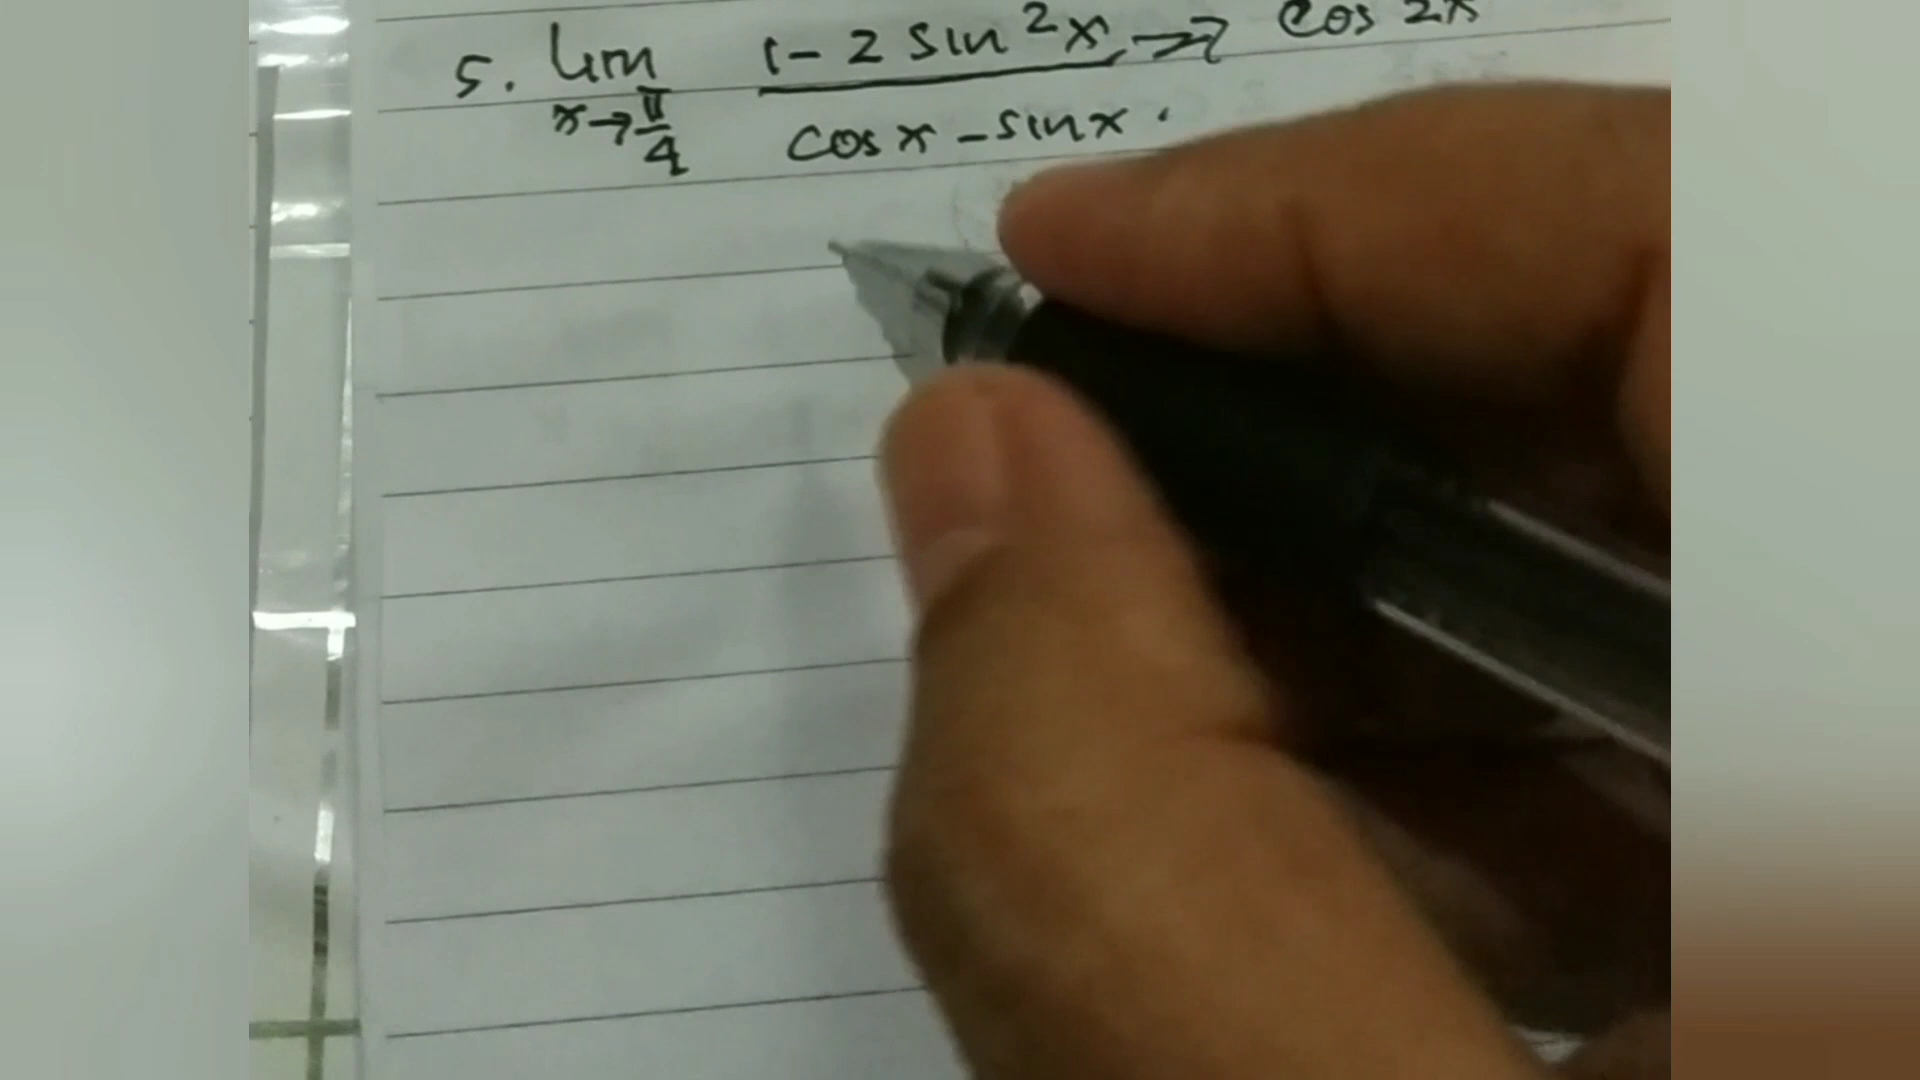 5. lim 1 - 2 sin²x → cos 2x
x→π/4 cos x - sin x.